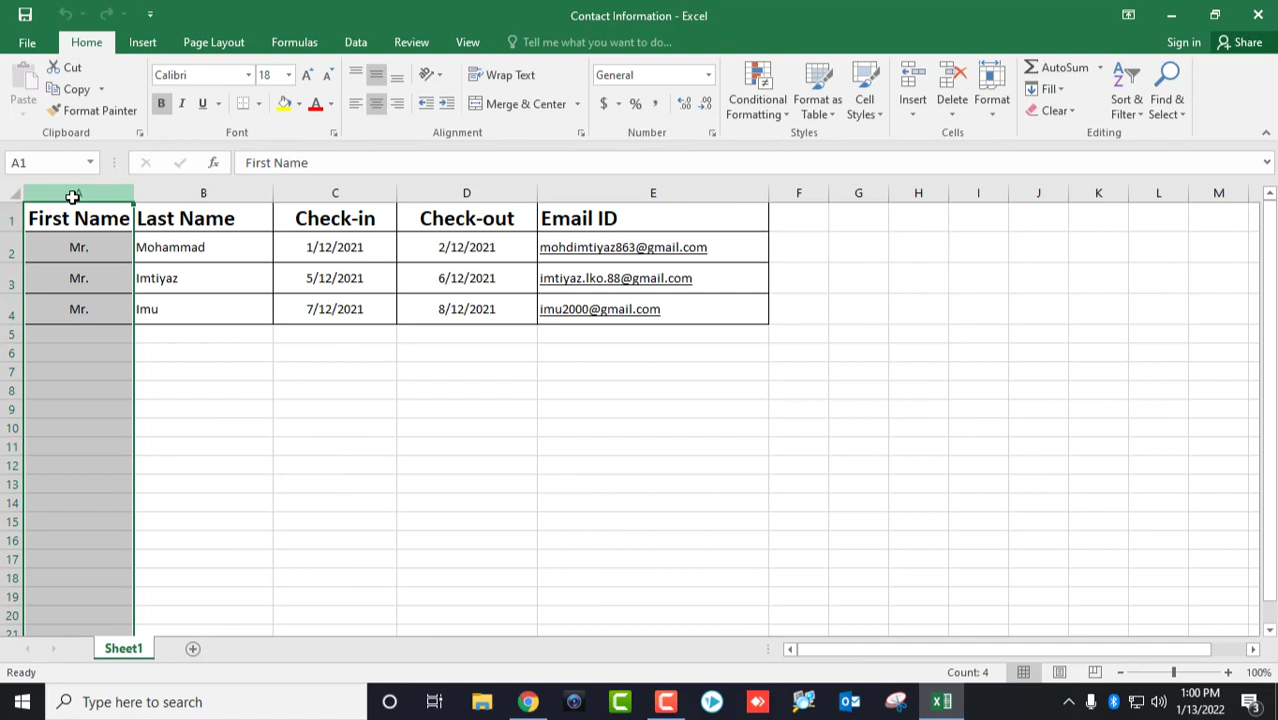 Contact Information - Excel
File Home Insert Page Layout Formulas Data Review View Tell me what you want to do... Sign in Share
Cut Calibri 18 Wrap Text General AutoSum
Paste Copy Fill
Format Painter B I U Merge & Center $ % , Conditional Formatting Format as Table Cell Styles Insert Delete Format Clear Sort & Filter Find & Select
Clipboard Font Alignment Number Styles Cells Editing
A1 fx First Name
B C D E F G H I J K L M
1 First Name Last Name Check-in Check-out Email ID
2 Mr. Mohammad 1/12/2021 2/12/2021 mohdimtiyaz863@gmail.com
3 Mr. Imtiyaz 5/12/2021 6/12/2021 imtiyaz.lko.88@gmail.com
4 Mr. Imu 7/12/2021 8/12/2021 imu2000@gmail.com
5
6
7
8
9
10
11
12
13
14
15
16
17
18
19
20
21
Sheet1
Ready Count: 4 100%
Type here to search 1:00 PM
1/13/2022 3